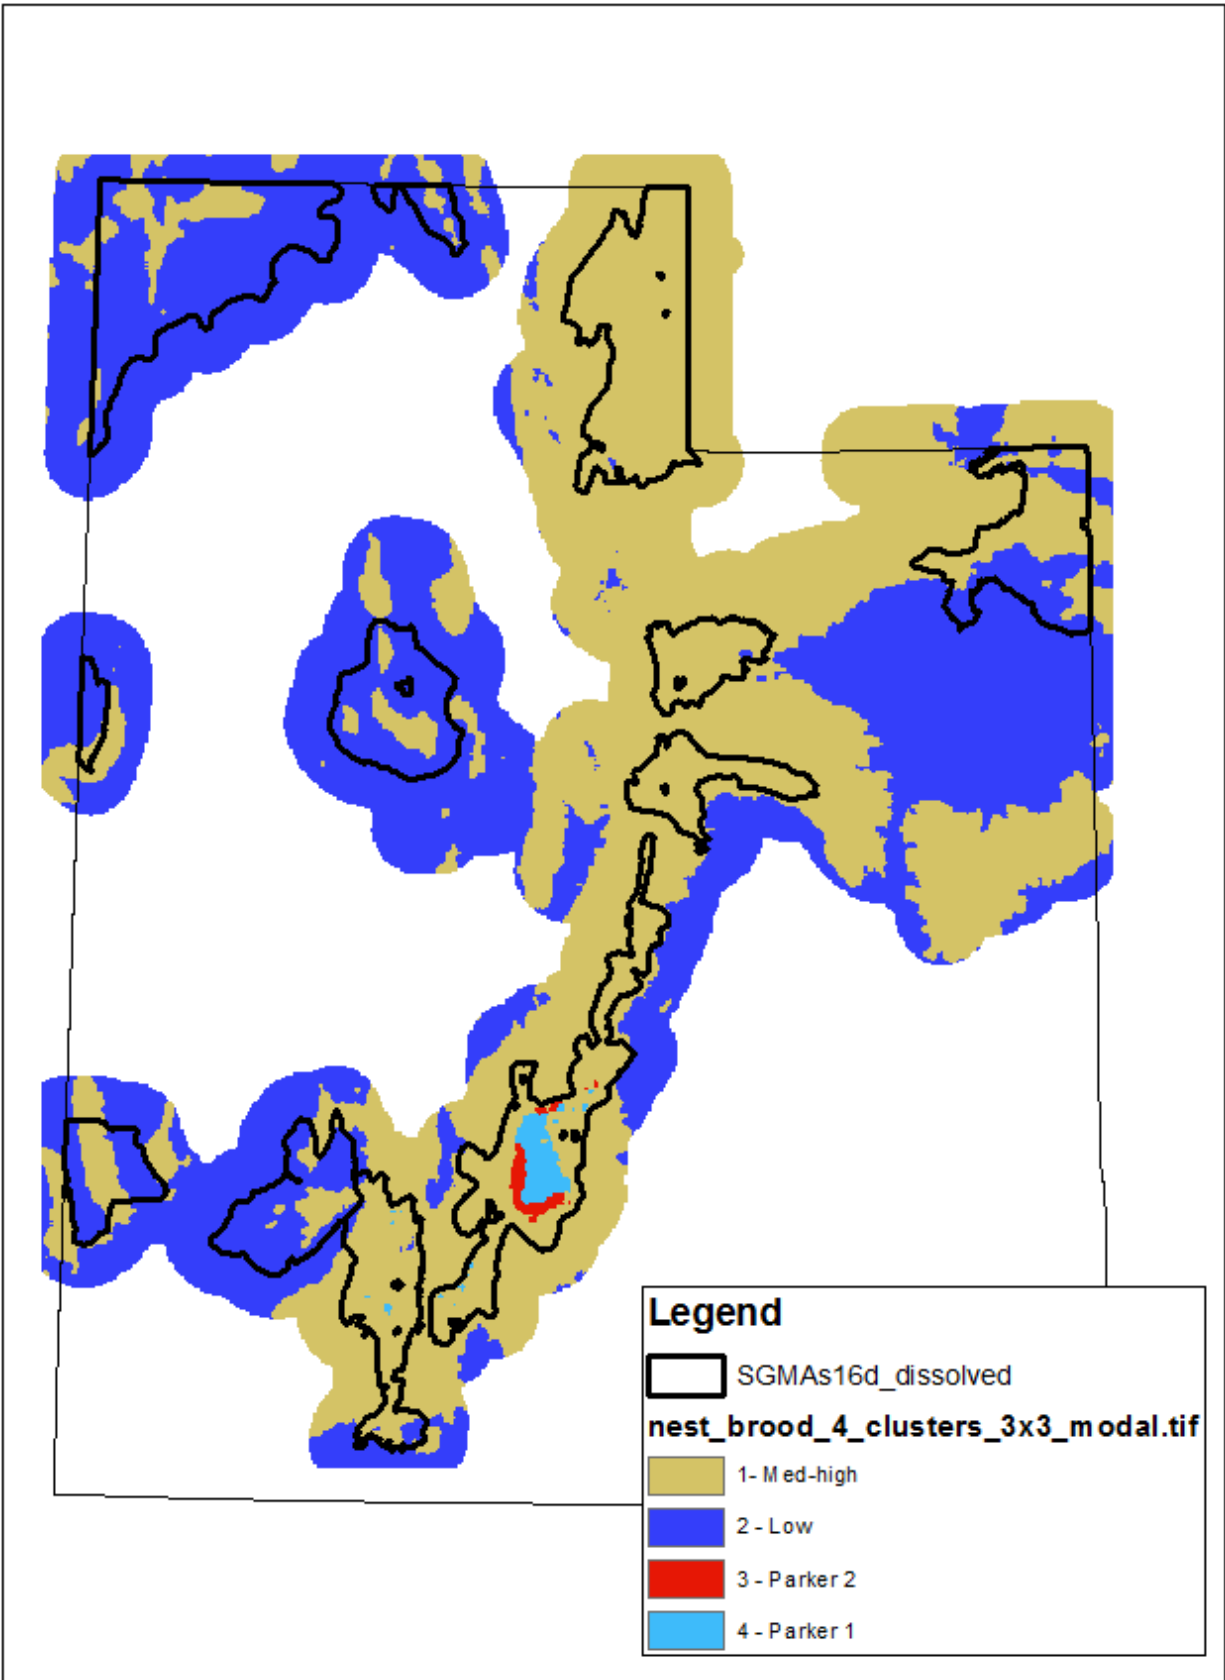 Legend
SGMAs16d_dissolved
nest_brood_4_clusters_3x3_modal.tif
1- Med-high
2 - Low
3 - Parker 2
4 - Parker 1